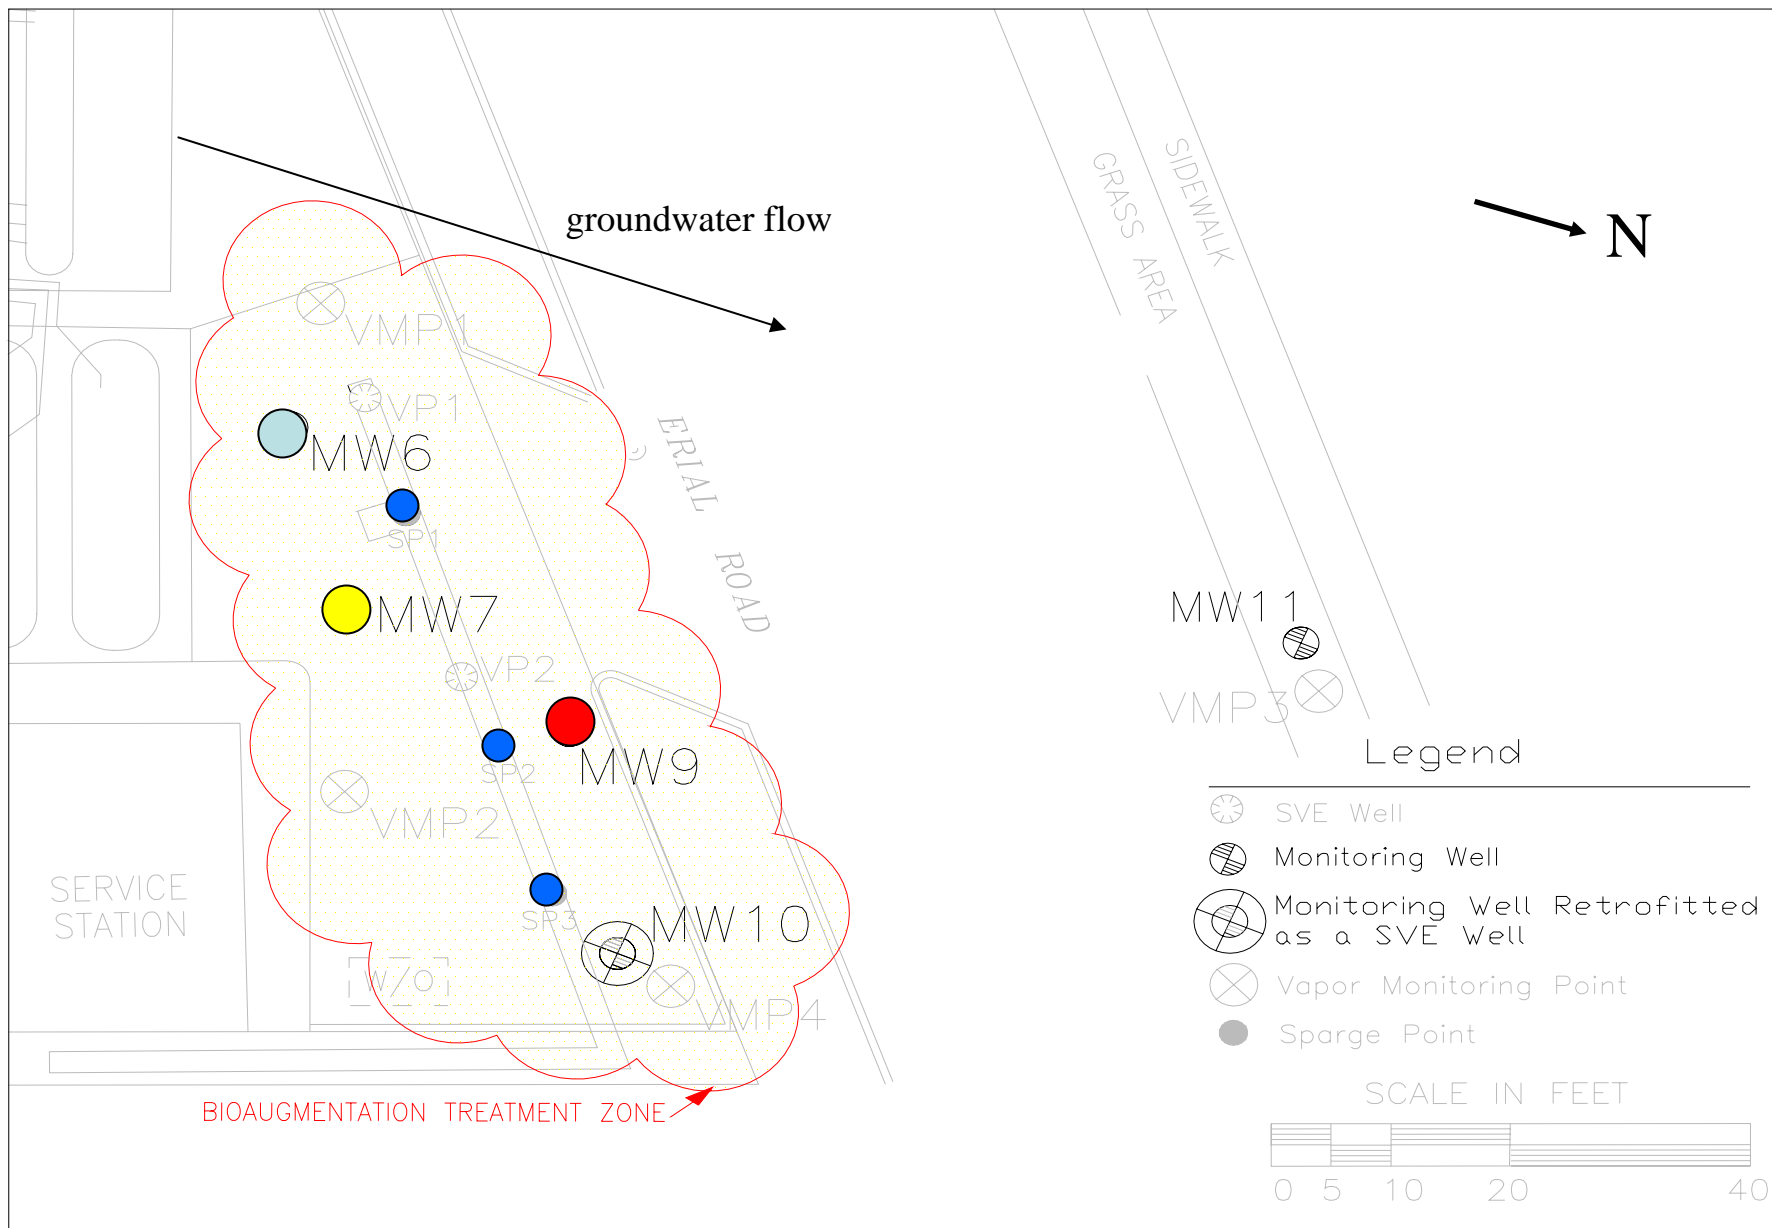 groundwater flow
N
SIDEWALK
GRASS AREA
VMP1
VP1
MW6
ERIAL ROAD
SP1
MW7
MW11
VP2
VMP3
MW9
SP2
VMP2
Legend
SVE Well
Monitoring Well
Monitoring Well Retrofitted
as a SVE Well
Vapor Monitoring Point
Sparge Point
SERVICE
STATION
SP3
MW10
W/O
VMP4
BIOAUGMENTATION TREATMENT ZONE
SCALE IN FEET
0 5 10 20 40